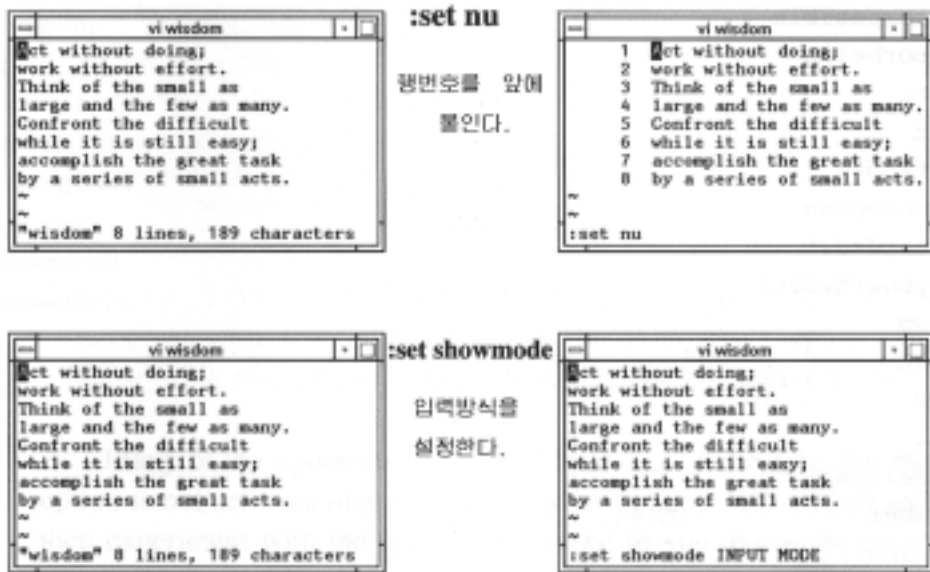 :set nu
vi wisdom
Act without doing;
work without effort.
Think of the small as
large and the few as many.
Confront the difficult
while it is still easy;
accomplish the great task
by a series of small acts.
~
~
"wisdom" 8 lines, 189 characters
행번호를 앞에
붙인다.
vi wisdom
1 Act without doing;
2 work without effort.
3 Think of the small as
4 large and the few as many.
5 Confront the difficult
6 while it is still easy;
7 accomplish the great task
8 by a series of small acts.
~
~
:set nu
:set showmode
vi wisdom
Act without doing;
work without effort.
Think of the small as
large and the few as many.
Confront the difficult
while it is still easy;
accomplish the great task
by a series of small acts.
~
~
"wisdom" 8 lines, 189 characters
입력방식을
설정한다.
vi wisdom
Act without doing;
work without effort.
Think of the small as
large and the few as many.
Confront the difficult
while it is still easy;
accomplish the great task
by a series of small acts.
~
~
:set showmode INPUT MODE